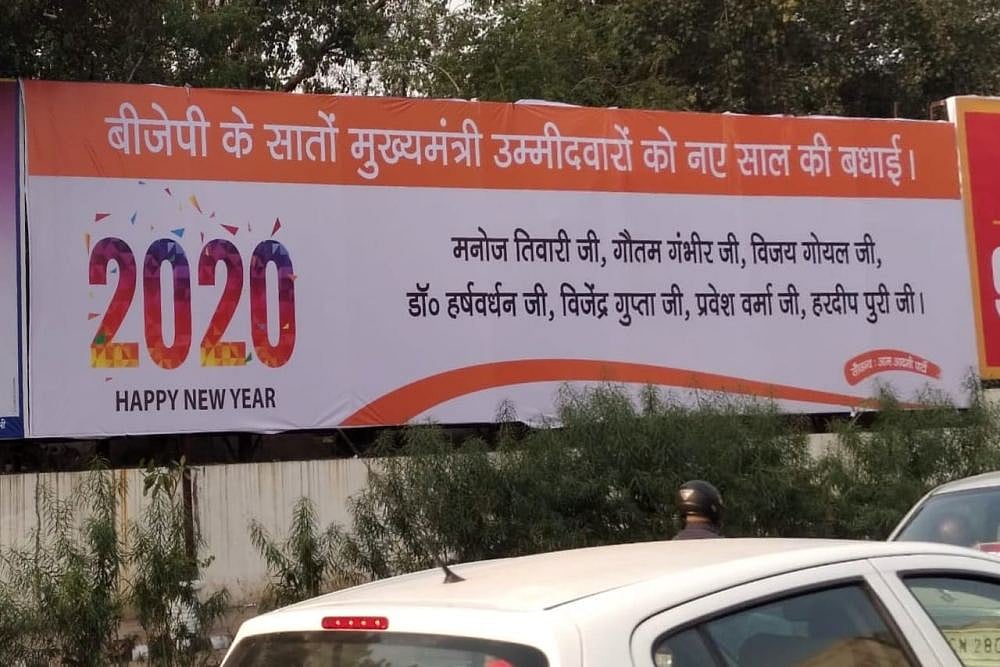 बीजेपी के सातों मुख्यमंत्री उम्मीदवारों को नए साल की बधाई।
2020
HAPPY NEW YEAR
मनोज तिवारी जी, गौतम गंभीर जी, विजय गोयल जी,
डॉ० हर्षवर्धन जी, विजेंद्र गुप्ता जी, प्रवेश वर्मा जी, हरदीप पुरी जी।
सौजन्य : आम आदमी पार्टी